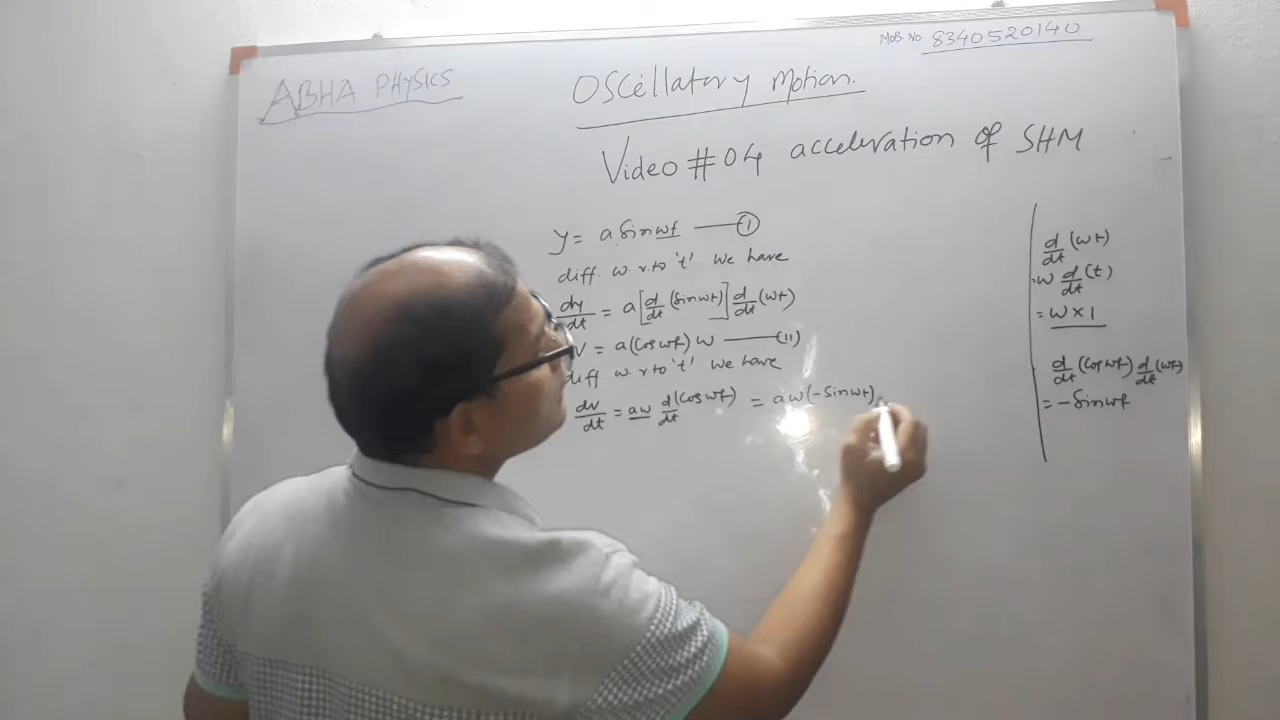 ABHA PHYSICS
OScillatory Motion.
MOB. No. 8340520140
Video #04 acceleration of SHM
y = a sinωt —— (I)
diff. w.r.to 't' we have
dy/dt = a[d/dt (sinωt)] d/dt (ωt)
V = a(cosωt) ω —— (II)
diff w.r.to 't' we have
dv/dt = aω d/dt (cosωt) = aω(-sinωt)
d/dt (ωt)
= ω d/dt (t)
= ω × 1
d/dt (cosωt) d/dt (ωt)
= -sinωt